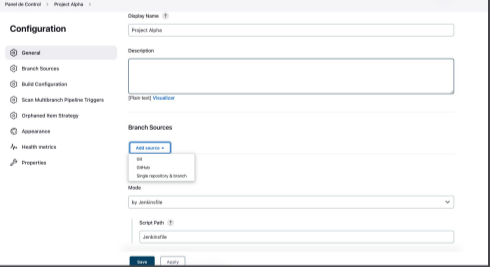 Panel de Control > Project Alpha >
Configuration
General
Branch Sources
Build Configuration
Scan Multibranch Pipeline Triggers
Orphaned Item Strategy
Appearance
Health metrics
Properties
Display Name ?
Project Alpha
Description
[Plain text] Visualizar
Branch Sources
Add source
Git
GitHub
Single repository & branch
Mode
by Jenkinsfile
Script Path ?
Jenkinsfile
Save Apply